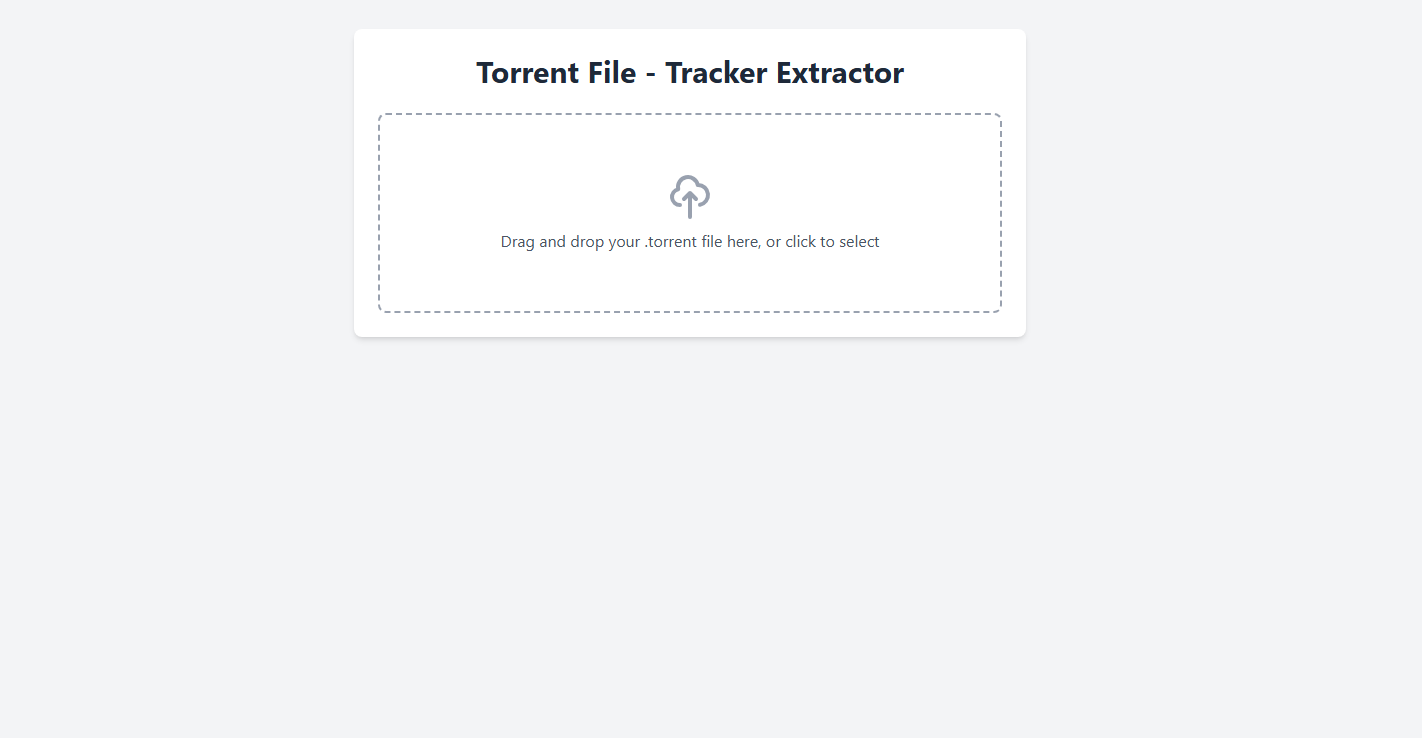 Torrent File - Tracker Extractor
Drag and drop your .torrent file here, or click to select